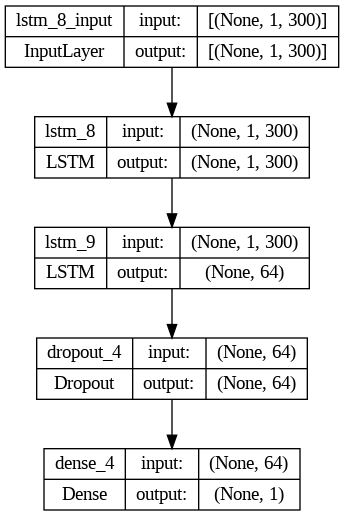 lstm_8_input input: [(None, 1, 300)]
InputLayer output: [(None, 1, 300)]
lstm_8 input: (None, 1, 300)
LSTM output: (None, 1, 300)
lstm_9 input: (None, 1, 300)
LSTM output: (None, 64)
dropout_4 input: (None, 64)
Dropout output: (None, 64)
dense_4 input: (None, 64)
Dense output: (None, 1)